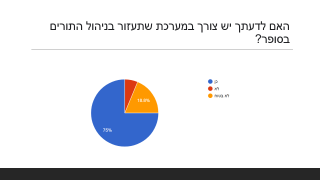 האם לדעתך יש צורך במערכת שתעזור בניהול התורים
בסופר?
כן
לא
לא בטוח
18.8%
75%